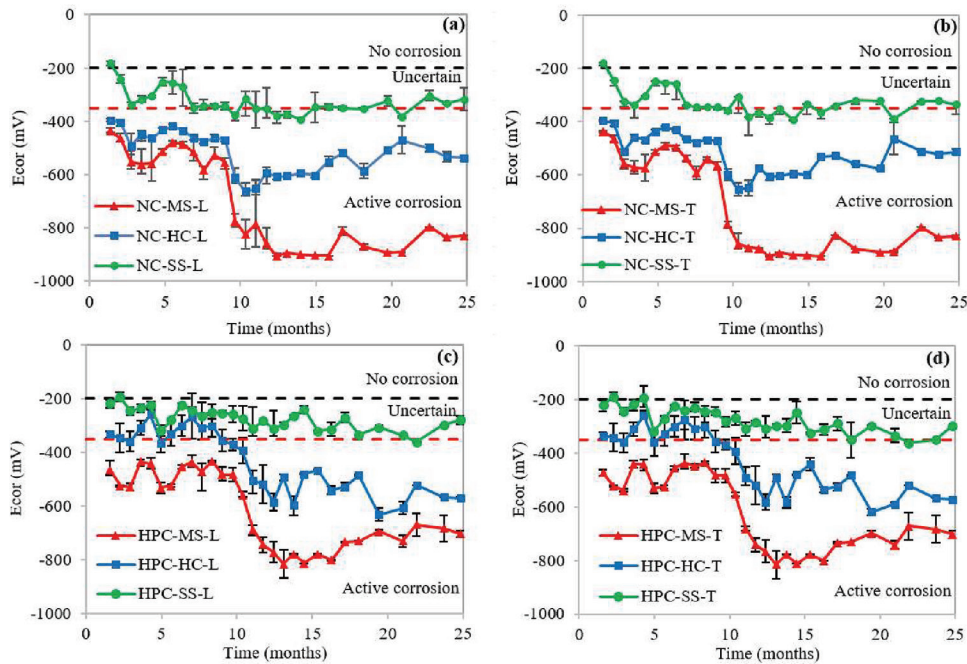 (a)
0
-200
-400
-600
-800
-1000
Ecor (mV)
No corrosion
Uncertain
Active corrosion
NC-MS-L
NC-HC-L
NC-SS-L
0 5 10 15 20 25
Time (months)
(b)
0
-200
-400
-600
-800
-1000
Ecor (mV)
No corrosion
Uncertain
Active corrosion
NC-MS-T
NC-HC-T
NC-SS-T
0 5 10 15 20 25
Time (months)
(c)
0
-200
-400
-600
-800
-1000
Ecor (mV)
No corrosion
Uncertain
Active corrosion
HPC-MS-L
HPC-HC-L
HPC-SS-L
0 5 10 15 20 25
Time (months)
(d)
0
-200
-400
-600
-800
-1000
Ecor (mV)
No corrosion
Uncertain
Active corrosion
HPC-MS-T
HPC-HC-T
HPC-SS-T
0 5 10 15 20 25
Time (months)